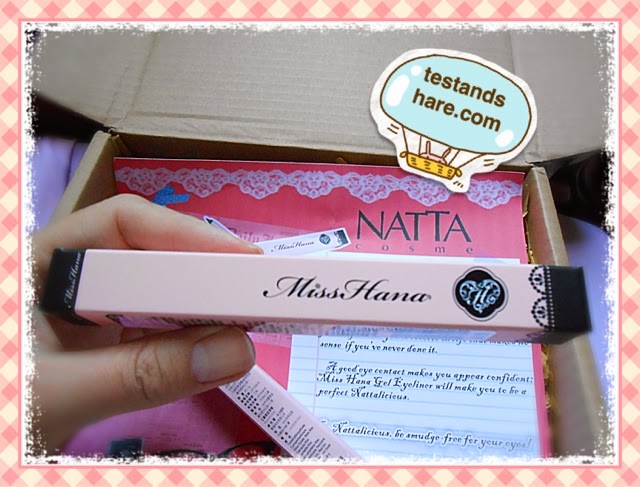 testands
hare.com
NATTA
cosme
MissHana
MissHana
MissHana
sense if you've never done it.
A good eye contact makes you appear confident;
Miss Hana Gel Eyeliner will make you to be a
perfect Nattalicious.
Nattalicious, be smudge-free for your eyes!